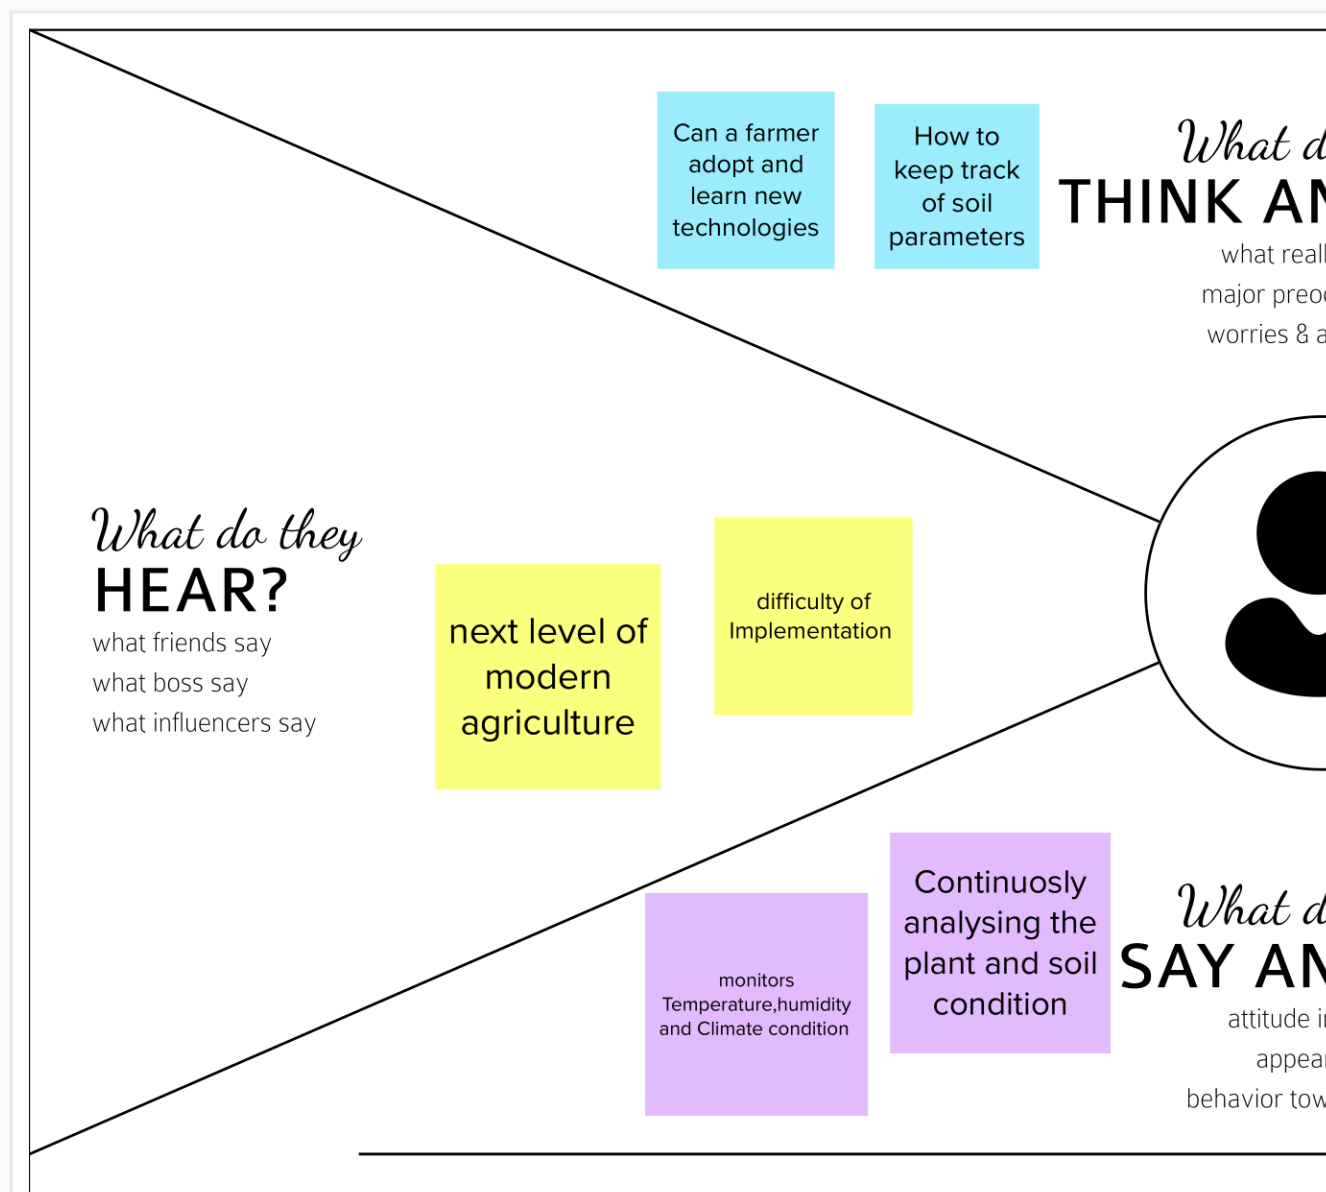 Can a farmer
adopt and
learn new
technologies
How to
keep track
of soil
parameters
What d
THINK AN
what reall
major preoc
worries & a
What do they
HEAR?
what friends say
what boss say
what influencers say
next level of
modern
agriculture
difficulty of
Implementation
monitors
Temperature,humidity
and Climate condition
Continuosly
analysing the
plant and soil
condition
What d
SAY AN
attitude in
appear
behavior tow